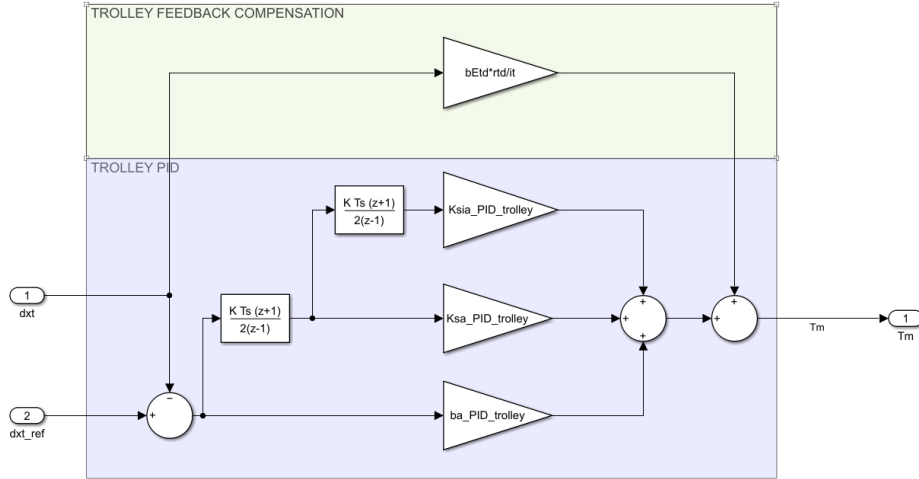 TROLLEY FEEDBACK COMPENSATION
bEtd*rtd/it
TROLLEY PID
K Ts (z+1)
2(z-1)
Ksia_PID_trolley
+
1
dxt
−
K Ts (z+1)
2(z-1)
Ksa_PID_trolley
+
+
+
+
Tm
1
Tm
2
dxt_ref
+
ba_PID_trolley